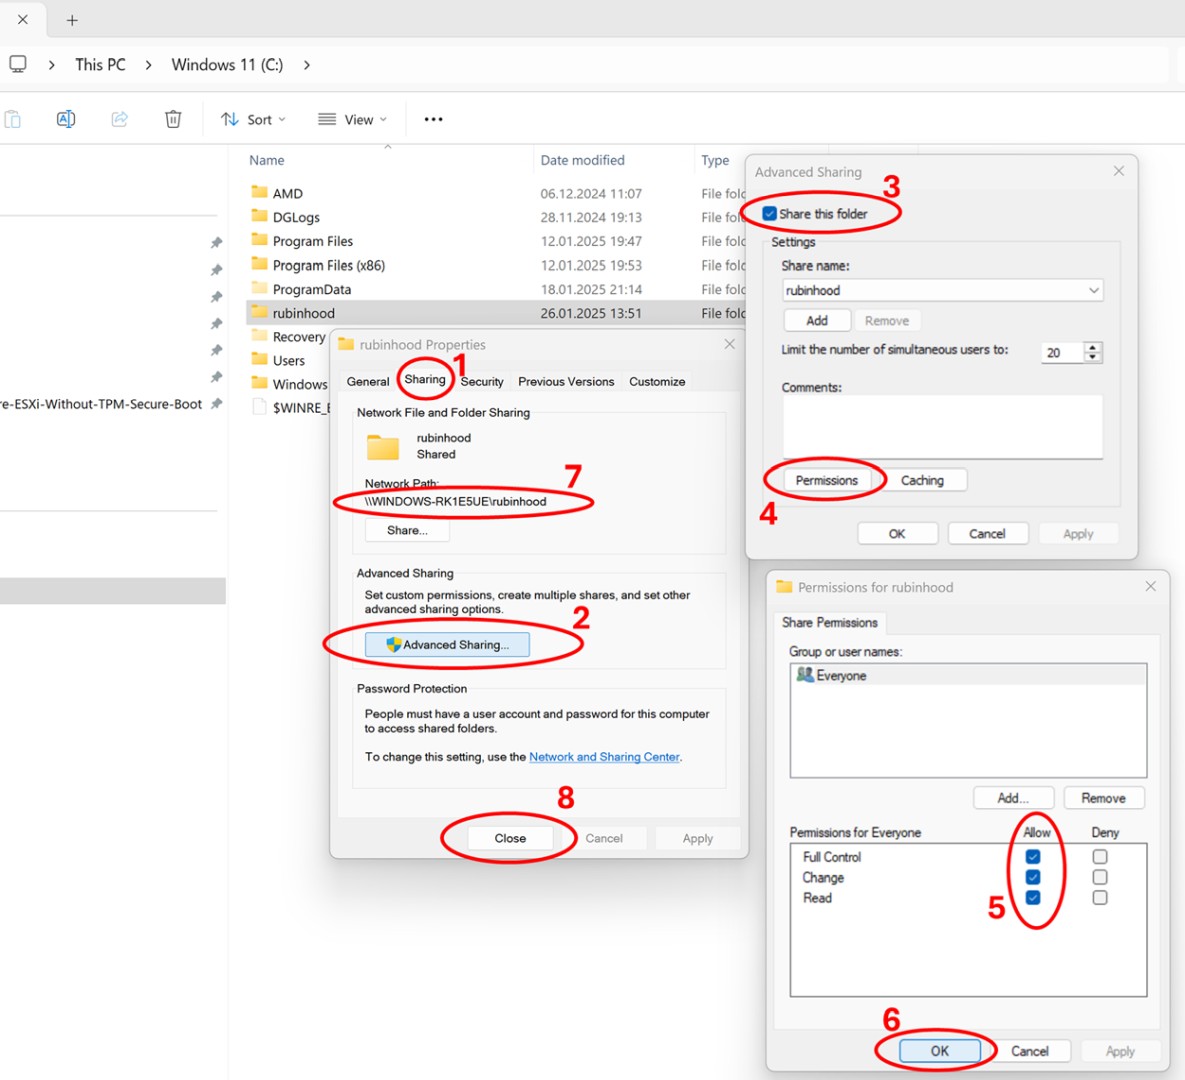 This PC > Windows 11 (C:) >
Sort View
Name Date modified Type
AMD 06.12.2024 11:07 File fold
DGLogs 28.11.2024 19:13 File fold
Program Files 12.01.2025 19:47 File fold
Program Files (x86) 12.01.2025 19:53 File fold
ProgramData 18.01.2025 21:14 File fold
rubinhood 26.01.2025 13:51 File fold
Recovery
Users
Windows
$WINRE_B
re-ESXi-Without-TPM-Secure-Boot
rubinhood Properties
1
General Sharing Security Previous Versions Customize
Network File and Folder Sharing
rubinhood
Shared
7
Network Path:
\\WINDOWS-RK1E5UE\rubinhood
Share...
Advanced Sharing
Set custom permissions, create multiple shares, and set other
advanced sharing options.
2
Advanced Sharing...
Password Protection
People must have a user account and password for this computer
to access shared folders.
To change this setting, use the Network and Sharing Center.
8
Close Cancel Apply
Advanced Sharing
3
Share this folder
Settings
Share name:
rubinhood
Add Remove
Limit the number of simultaneous users to: 20
Comments:
Permissions Caching
4
OK Cancel Apply
Permissions for rubinhood
Share Permissions
Group or user names:
Everyone
Add... Remove
Permissions for Everyone Allow Deny
Full Control
Change
Read
5
6
OK Cancel Apply